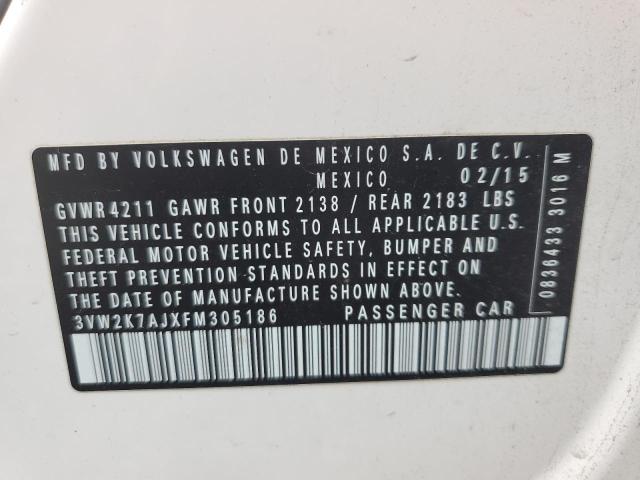 MFD BY VOLKSWAGEN DE MEXICO S.A. DE C.V.
MEXICO 02/15
GVWR 4211 GAWR FRONT 2138 / REAR 2183 LBS
THIS VEHICLE CONFORMS TO ALL APPLICABLE U.S.
FEDERAL MOTOR VEHICLE SAFETY, BUMPER AND
THEFT PREVENTION STANDARDS IN EFFECT ON
THE DATE OF MANUFACTURE SHOWN ABOVE.
3VW2K7AJXFM305186 PASSENGER CAR
0836433 3016 M